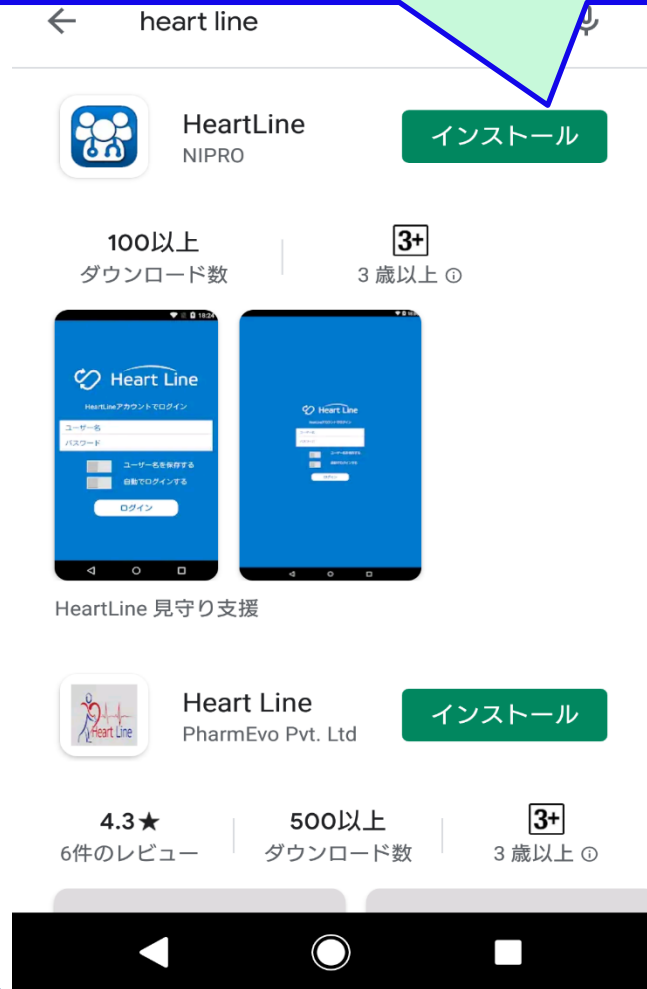 heart line
HeartLine
NIPRO
インストール
100以上
ダウンロード数
3+
3 歳以上
18:24
Heart Line
HeartLineアカウントでログイン
ユーザー名
パスワード
ユーザー名を保存する
自動でログインする
ログイン
Heart Line
HeartLine 見守り支援
Heart Line
Heart Line
PharmEvo Pvt. Ltd
インストール
4.3★
6件のレビュー
500以上
ダウンロード数
3+
3 歳以上